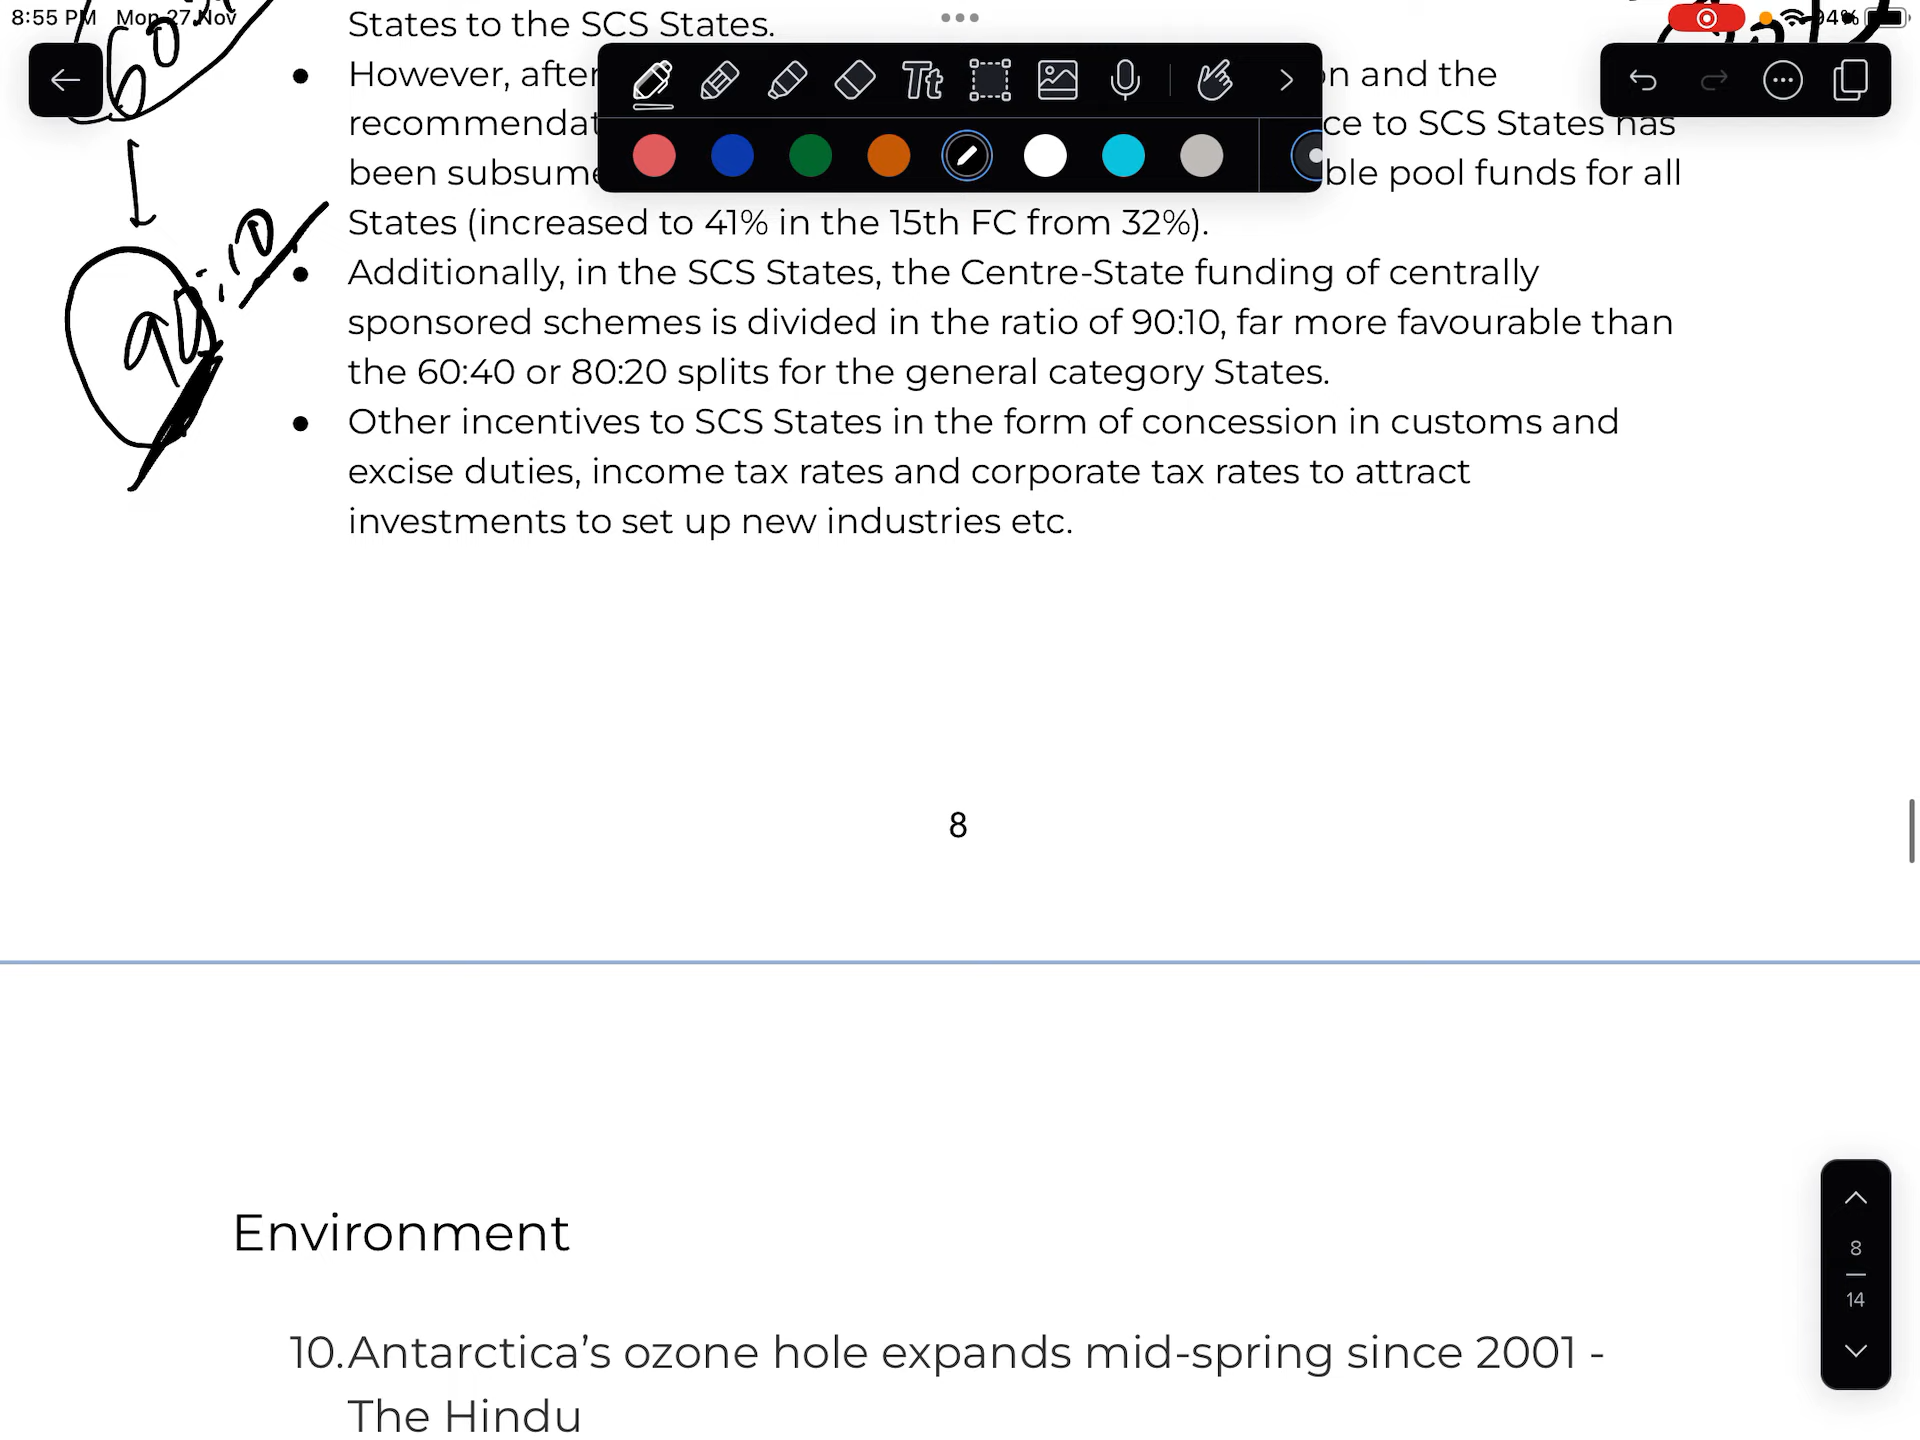 8:55 PM Mon 27 Nov
94%
States to the SCS States.
60
• However, after
n and the
recommendat
ce to SCS States has
been subsume
ble pool funds for all
States (increased to 41% in the 15th FC from 32%).
90:10
• Additionally, in the SCS States, the Centre-State funding of centrally
sponsored schemes is divided in the ratio of 90:10, far more favourable than
the 60:40 or 80:20 splits for the general category States.
• Other incentives to SCS States in the form of concession in customs and
excise duties, income tax rates and corporate tax rates to attract
investments to set up new industries etc.
8
Environment
10.Antarctica’s ozone hole expands mid-spring since 2001 -
The Hindu
Tt
8
14